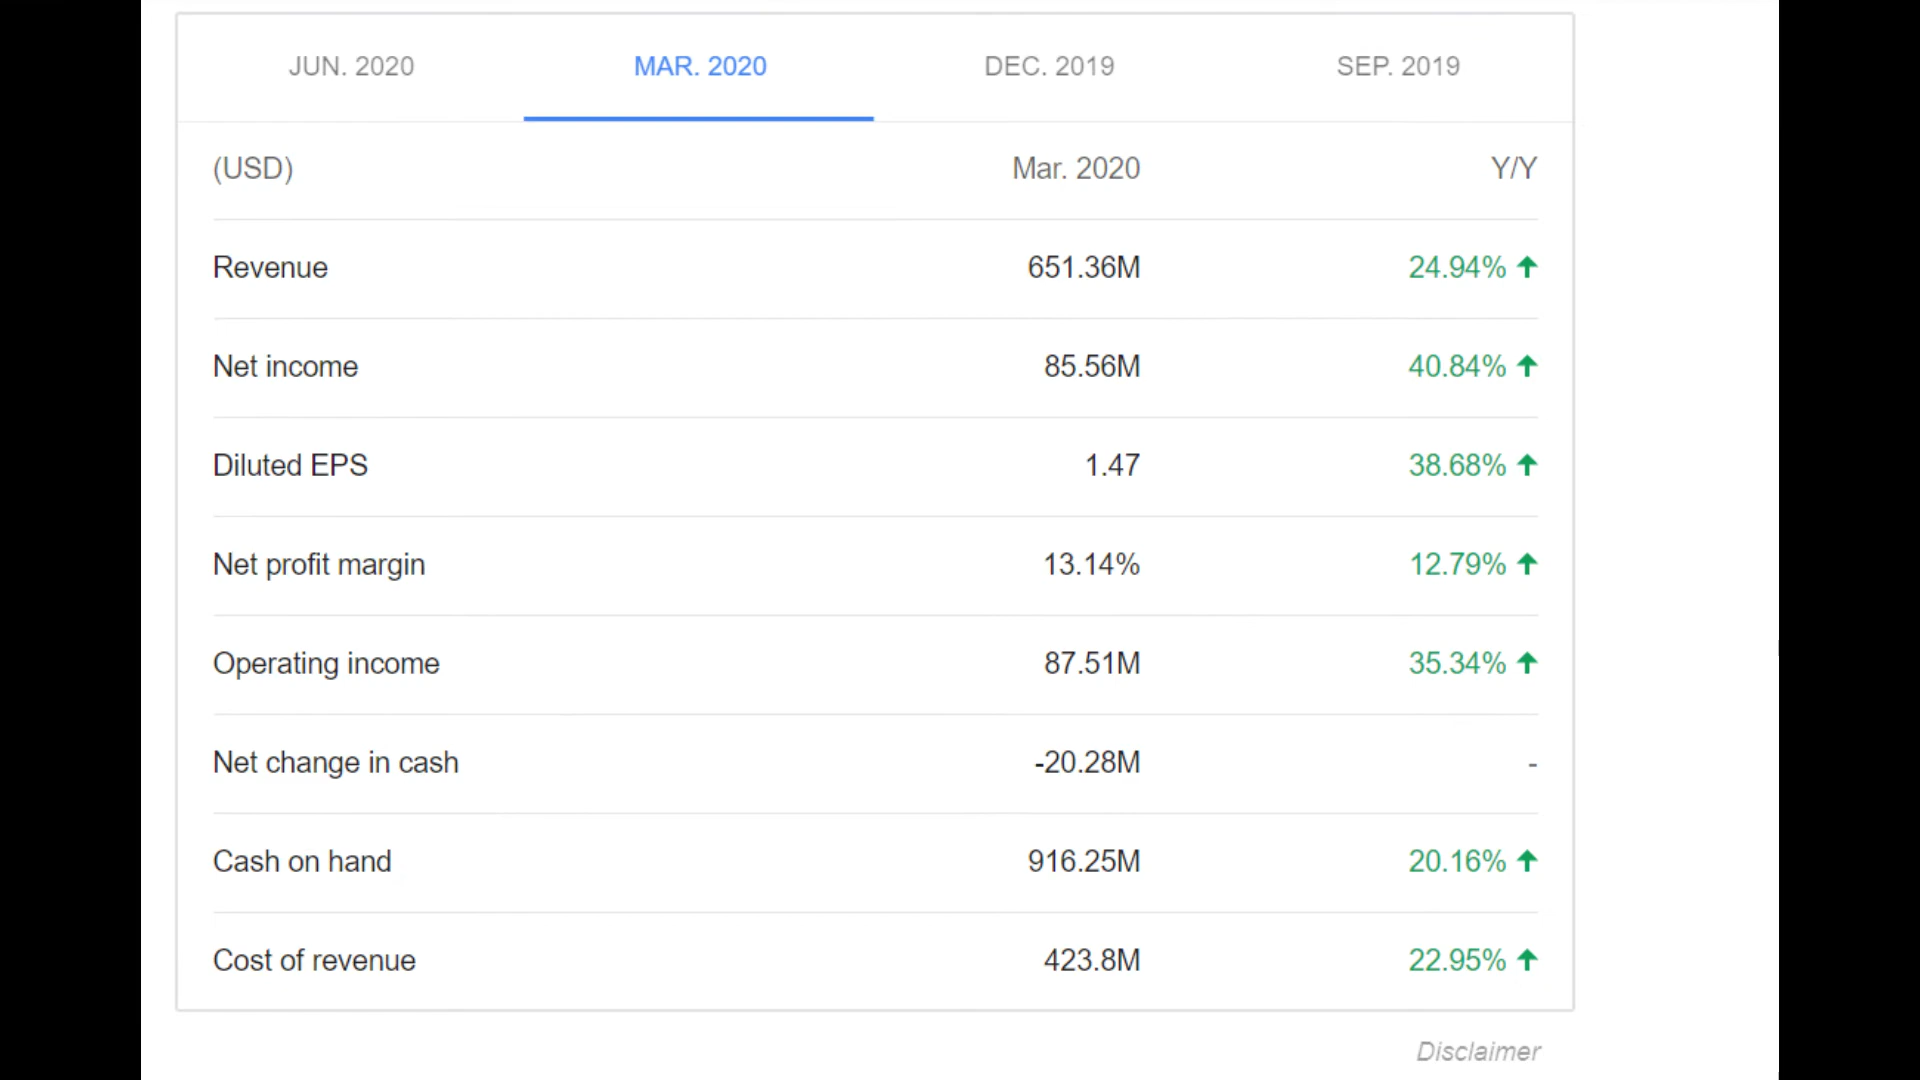 JUN. 2020 MAR. 2020 DEC. 2019 SEP. 2019
(USD) Mar. 2020 Y/Y
Revenue 651.36M 24.94%
Net income 85.56M 40.84%
Diluted EPS 1.47 38.68%
Net profit margin 13.14% 12.79%
Operating income 87.51M 35.34%
Net change in cash -20.28M -
Cash on hand 916.25M 20.16%
Cost of revenue 423.8M 22.95%
Disclaimer